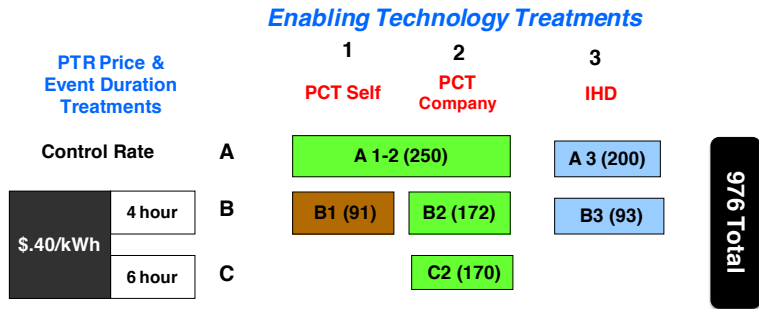 Enabling Technology Treatments
1
2
3
PTR Price &
Event Duration
Treatments
PCT Self
PCT
Company
IHD
Control Rate
A
A 1-2 (250)
A 3 (200)
$.40/kWh
4 hour
B
B1 (91)
B2 (172)
B3 (93)
6 hour
C
C2 (170)
976 Total